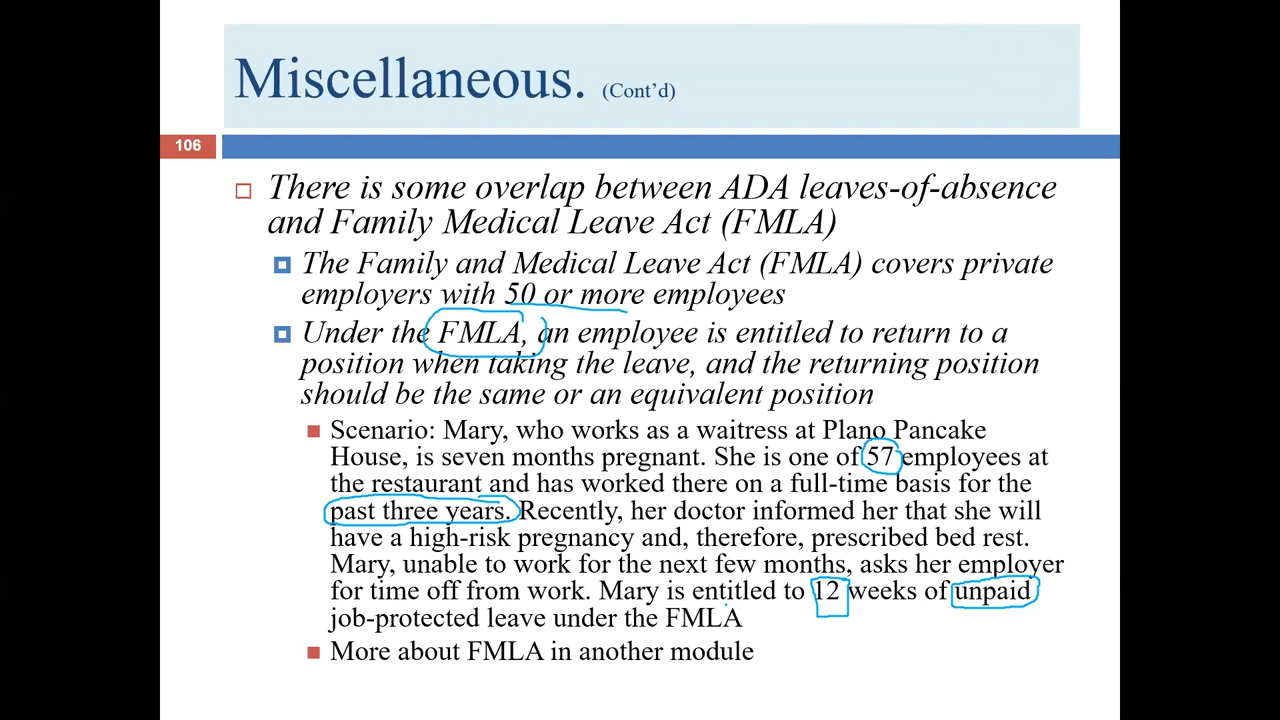 Miscellaneous. (Cont’d)
106
There is some overlap between ADA leaves-of-absence
and Family Medical Leave Act (FMLA)
The Family and Medical Leave Act (FMLA) covers private
employers with 50 or more employees
Under the FMLA, an employee is entitled to return to a
position when taking the leave, and the returning position
should be the same or an equivalent position
Scenario: Mary, who works as a waitress at Plano Pancake
House, is seven months pregnant. She is one of 57 employees at
the restaurant and has worked there on a full-time basis for the
past three years. Recently, her doctor informed her that she will
have a high-risk pregnancy and, therefore, prescribed bed rest.
Mary, unable to work for the next few months, asks her employer
for time off from work. Mary is entitled to 12 weeks of unpaid
job-protected leave under the FMLA
More about FMLA in another module